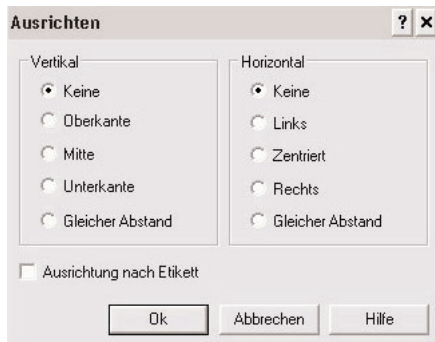 Ausrichten
Vertikal
Keine
Oberkante
Mitte
Unterkante
Gleicher Abstand
Horizontal
Keine
Links
Zentriert
Rechts
Gleicher Abstand
Ausrichtung nach Etikett
Ok Abbrechen Hilfe